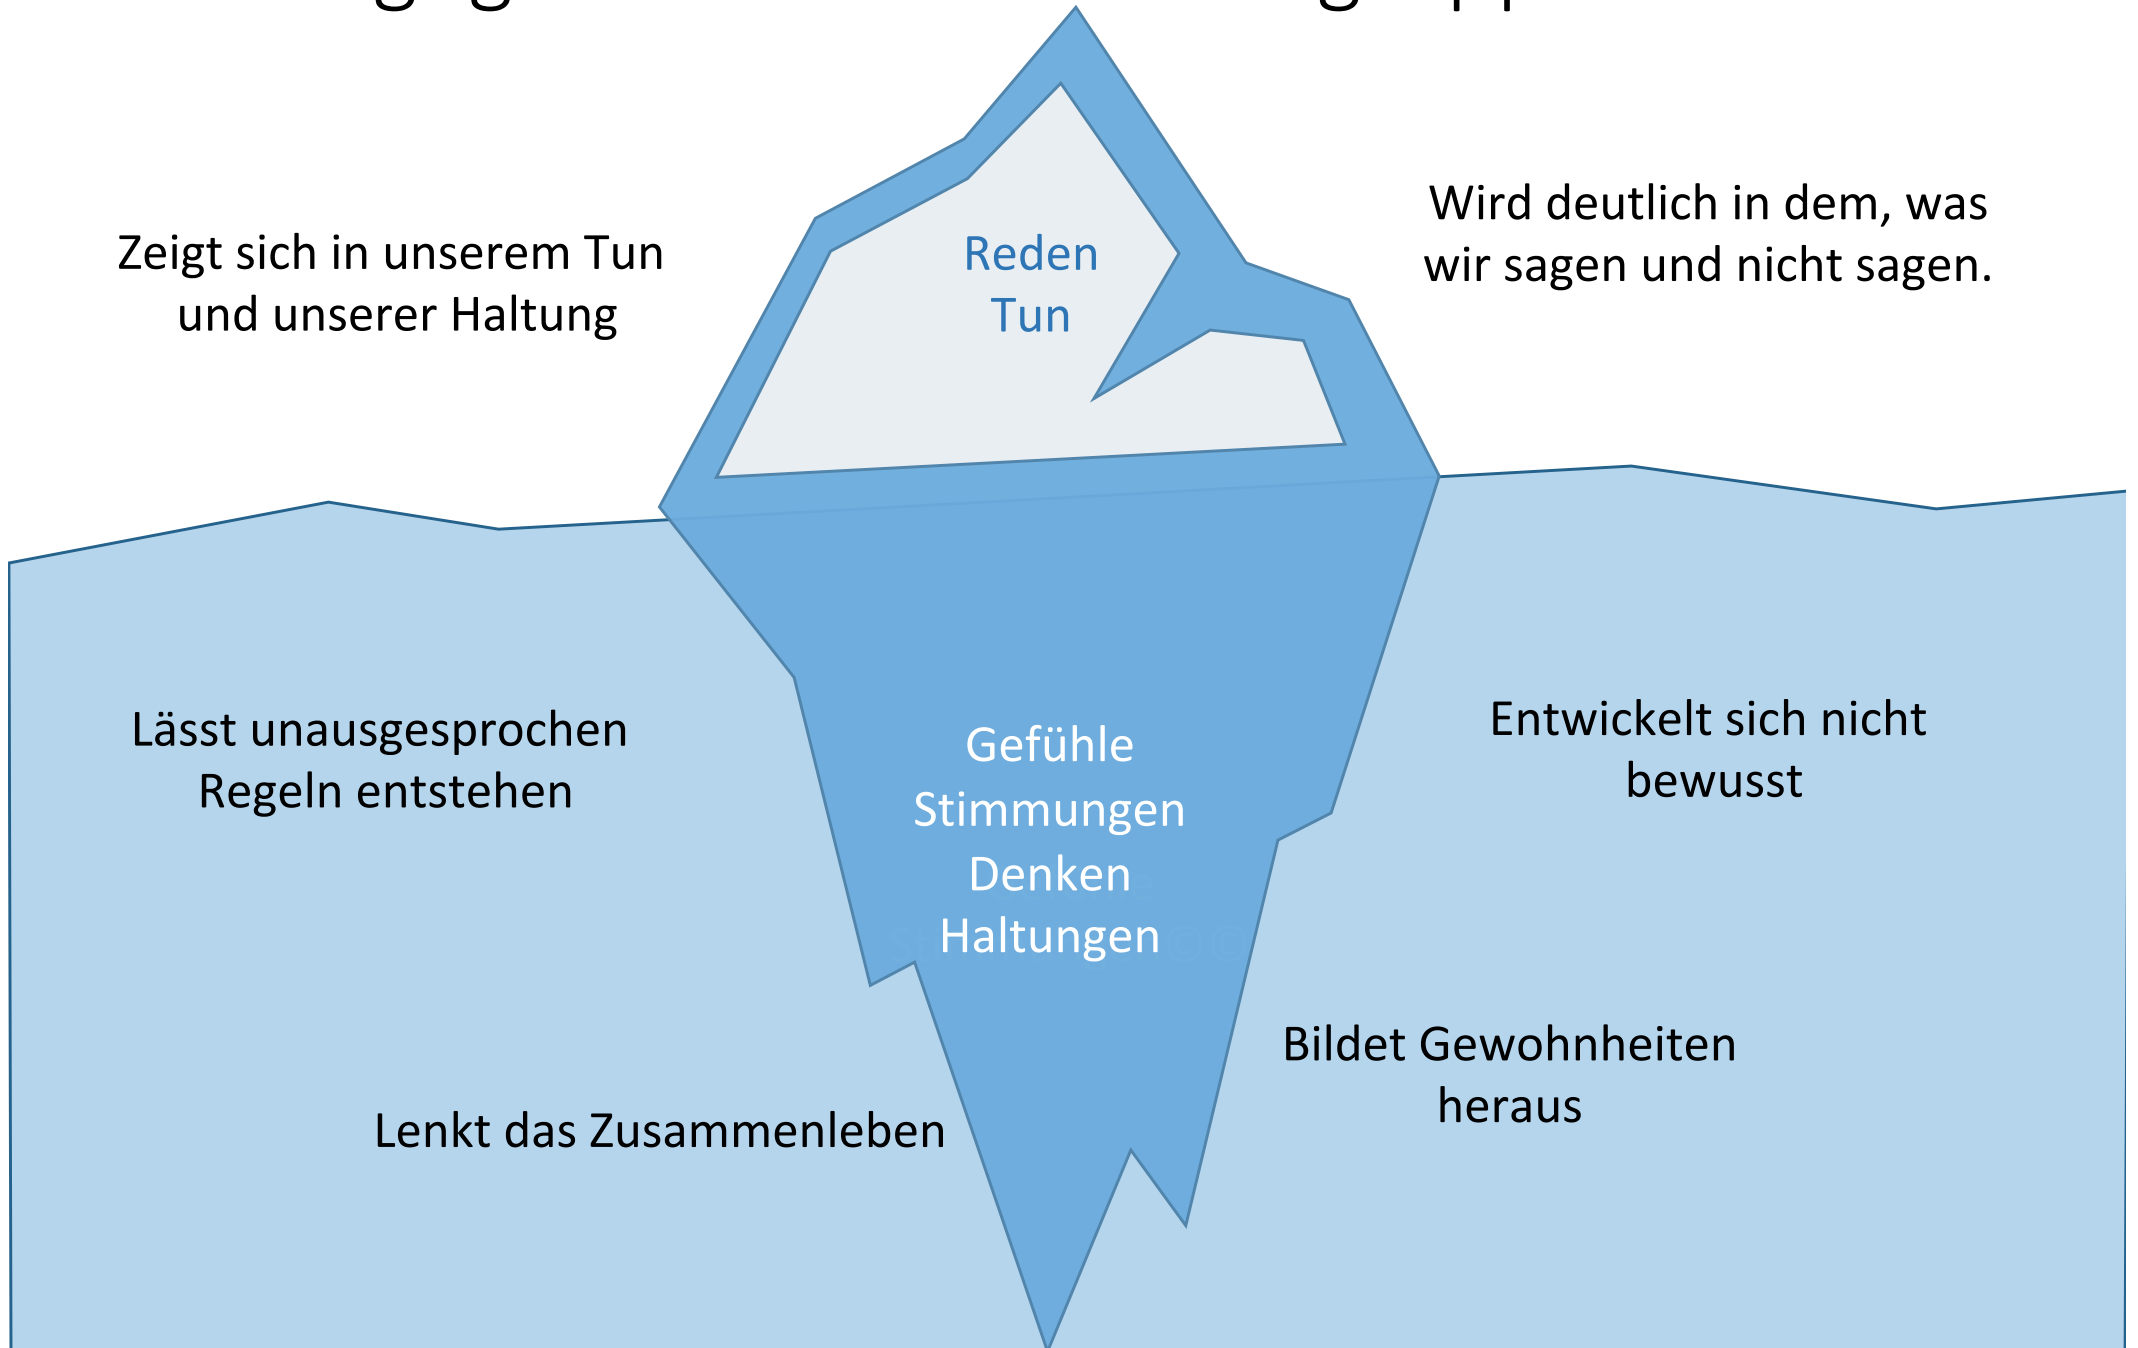 Zeigt sich in unserem Tun
und unserer Haltung
Reden
Tun
Wird deutlich in dem, was
wir sagen und nicht sagen.
Lässt unausgesprochen
Regeln entstehen
Gefühle
Stimmungen
Denken
Haltungen
Entwickelt sich nicht
bewusst
Lenkt das Zusammenleben
Bildet Gewohnheiten
heraus